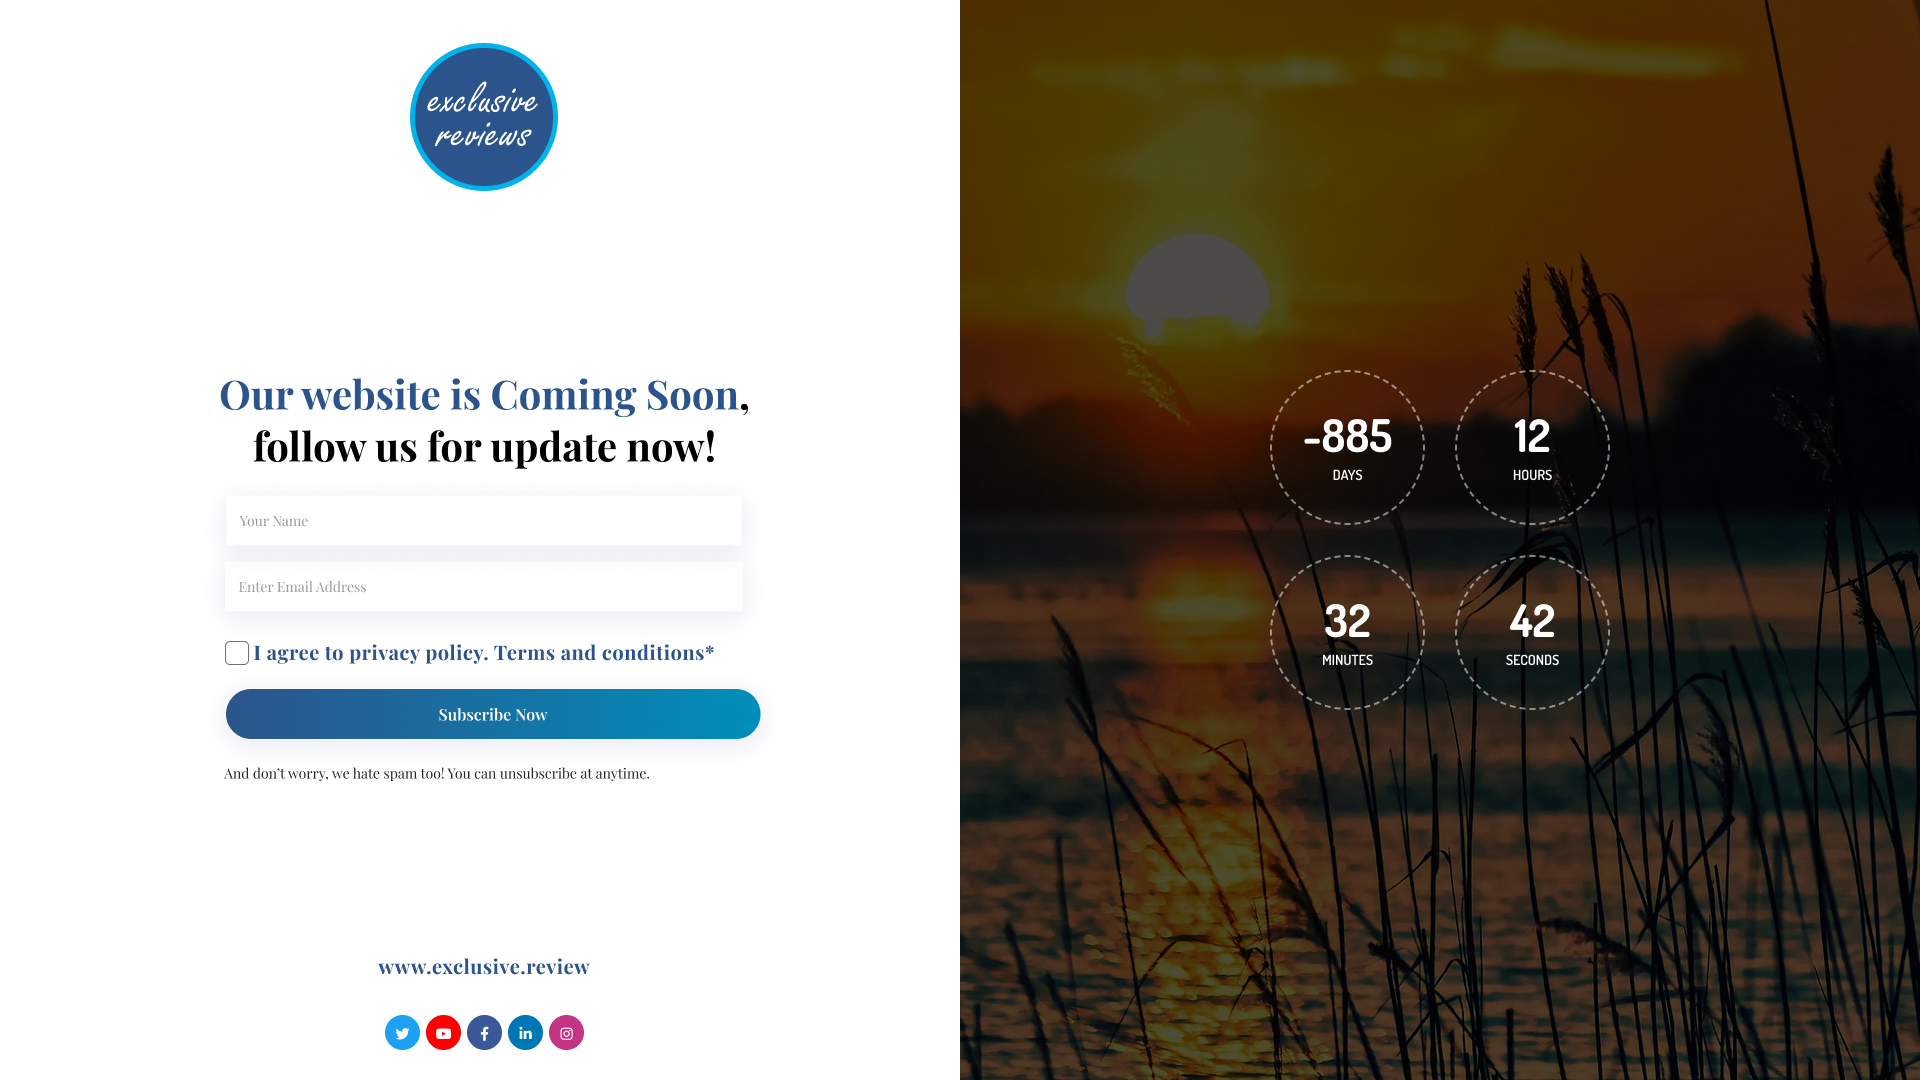 exclusive
reviews
Our website is Coming Soon,
follow us for update now!
Your Name
Enter Email Address
I agree to privacy policy. Terms and conditions*
Subscribe Now
And don't worry, we hate spam too! You can unsubscribe at anytime.
www.exclusive.review
-885
DAYS
12
HOURS
32
MINUTES
42
SECONDS